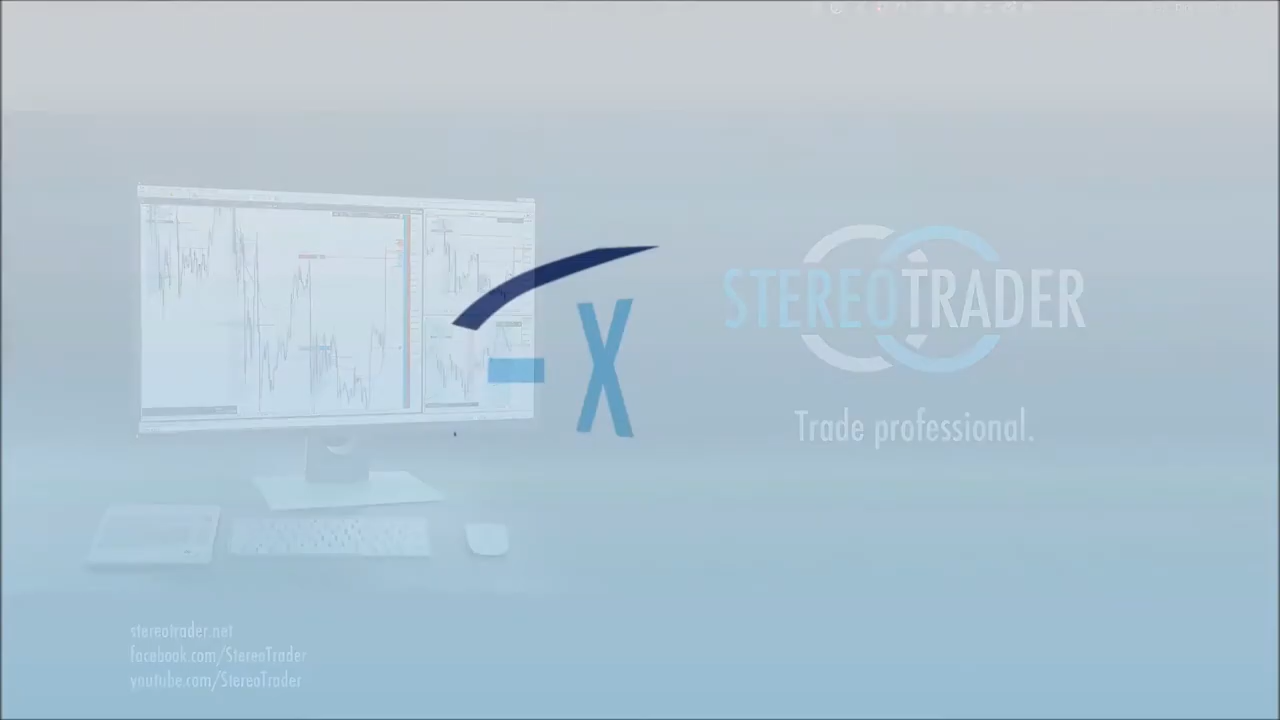 STEREOTRADER
-X
Trade professional.
stereotrader.net
facebook.com/StereoTrader
youtube.com/StereoTrader